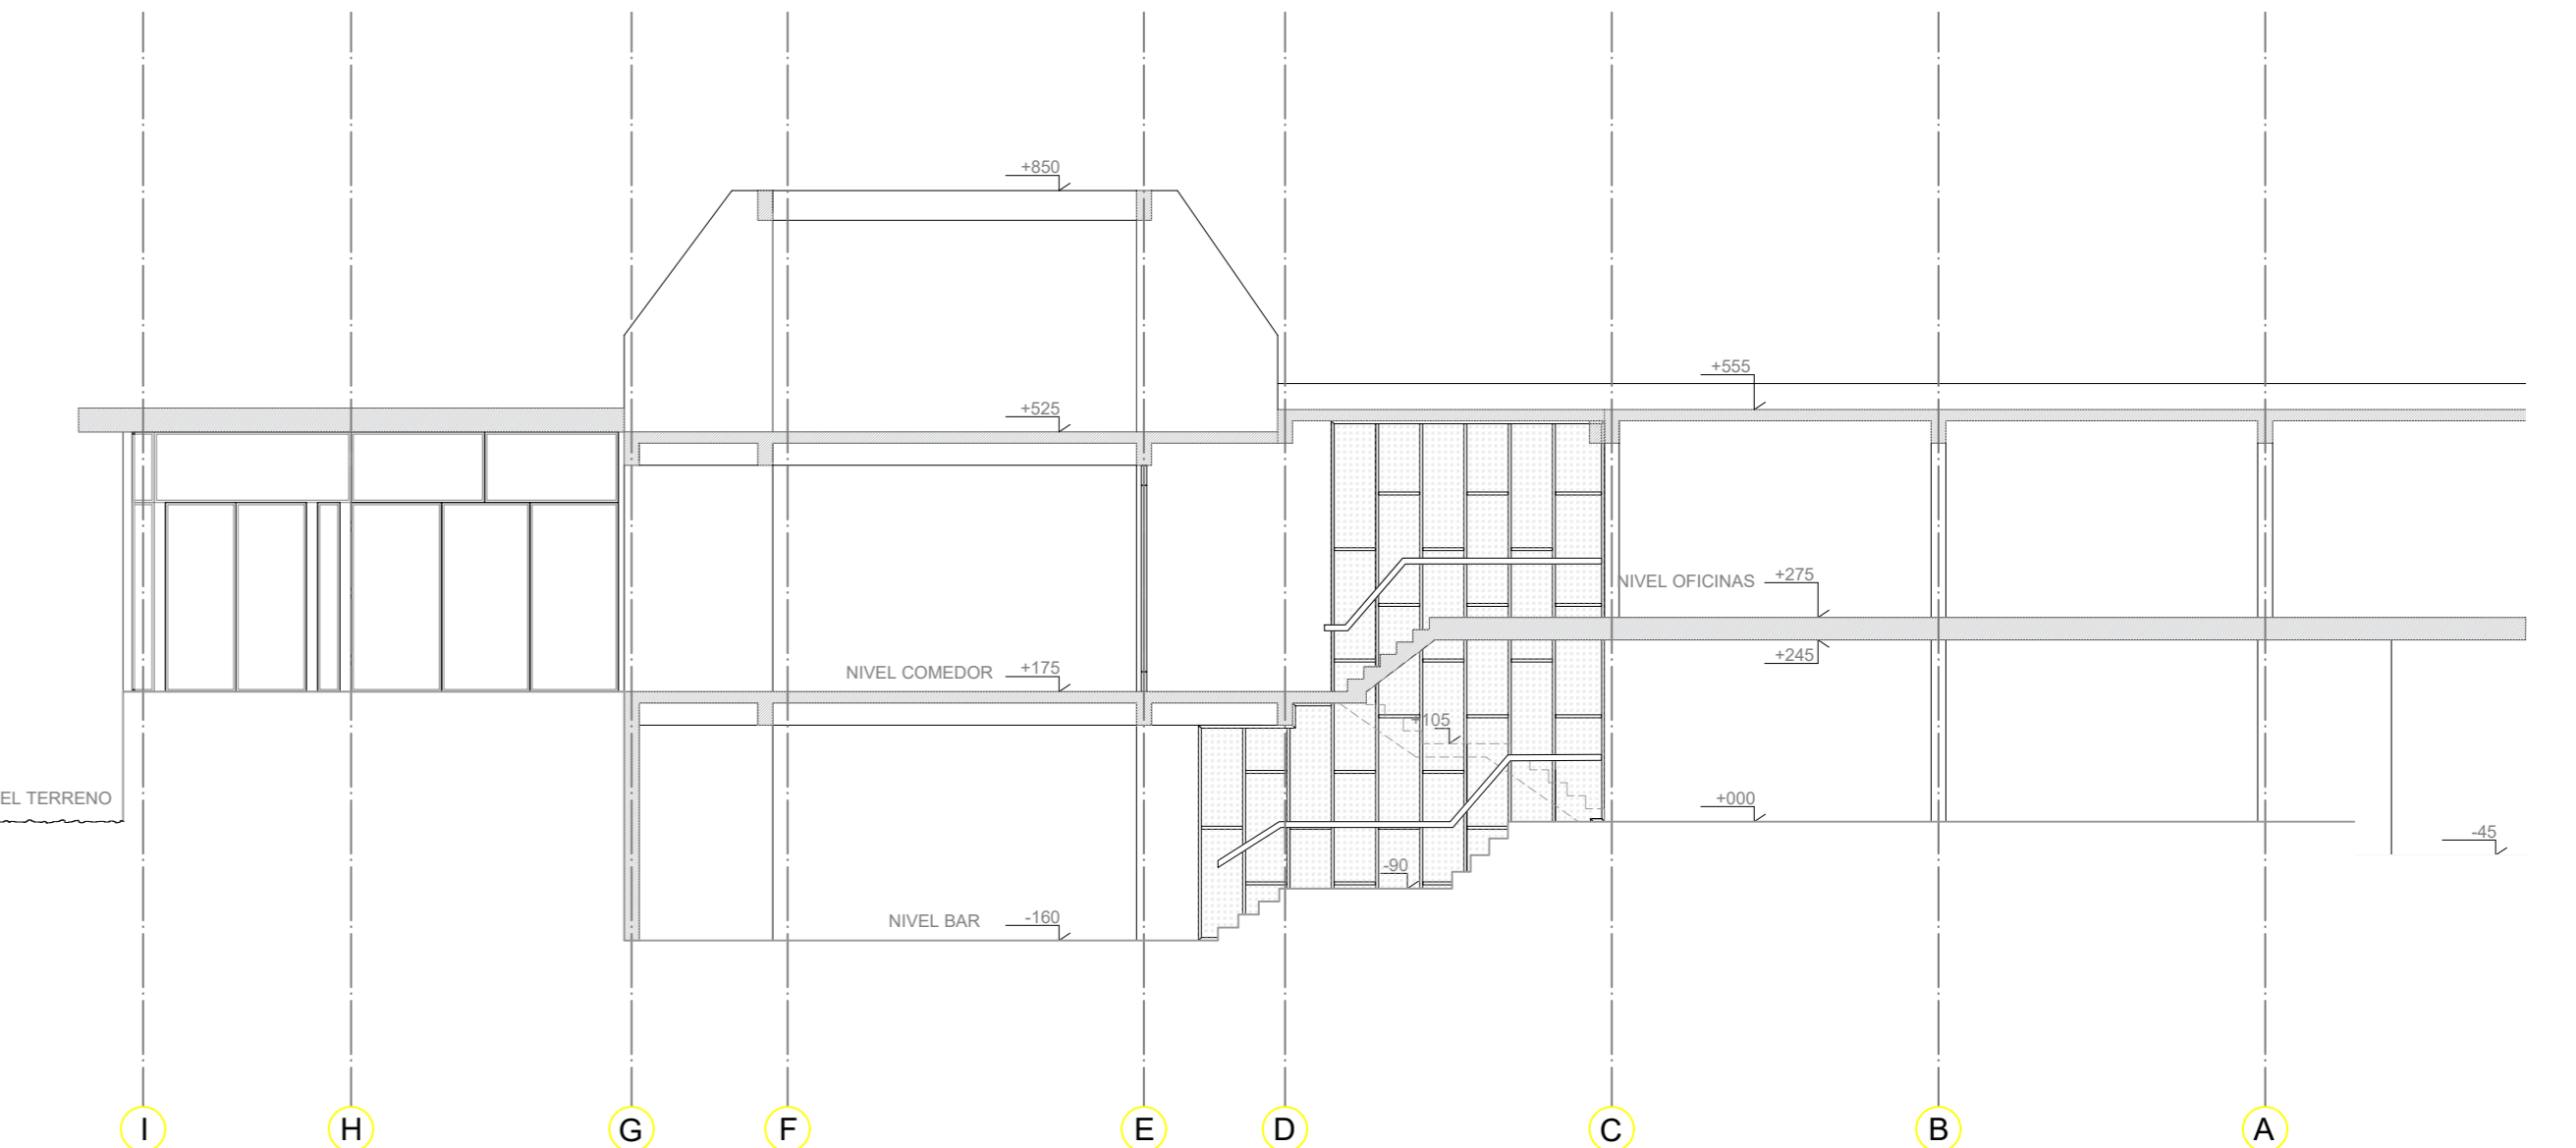 +850
+555
+525
NIVEL OFICINAS +275
+245
NIVEL COMEDOR +175
+105
EL TERRENO
+000
-45
-90
NIVEL BAR -160
I H G F E D C B A